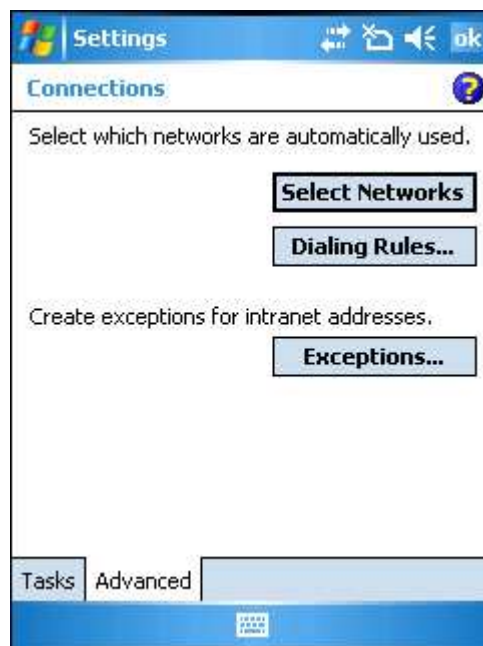 Settings
ok
Connections
?
Select which networks are automatically used.
Select Networks
Dialing Rules...
Create exceptions for intranet addresses.
Exceptions...
Tasks Advanced